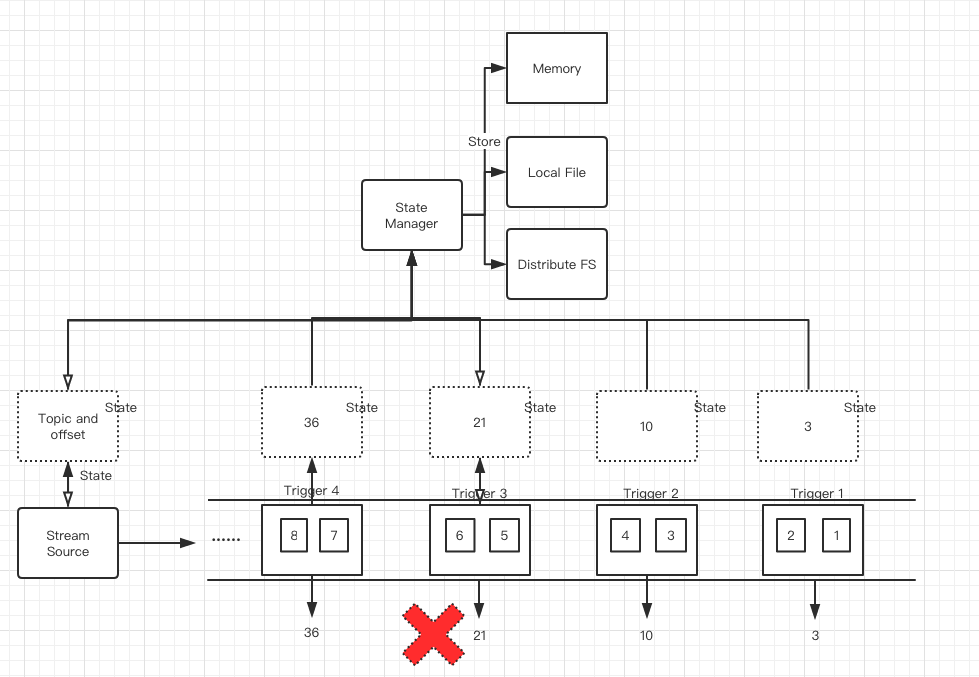 Memory
Store
Local File
State
Manager
Distribute FS
Topic and
offset
State
36
State
21
State
10
State
3
State
State
Trigger 4
Trigger 3
Trigger 2
Trigger 1
Stream
Source
......
8
7
6
5
4
3
2
1
36
21
10
3